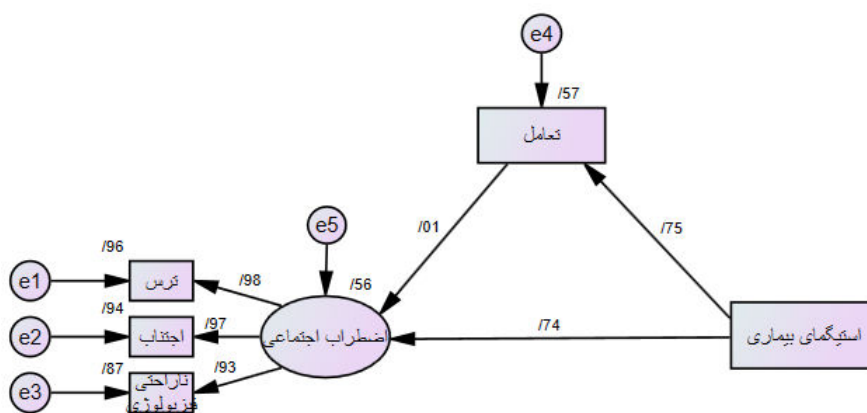 e4
/57
تعامل
e5
/01
/75
/96
e1
ترس
/98
/56
/94
e2
اجتناب
/97
اضطراب اجتماعی
/74
استیگمای بیماری
/87
e3
ناراحتی
فیزیولوژی
/93